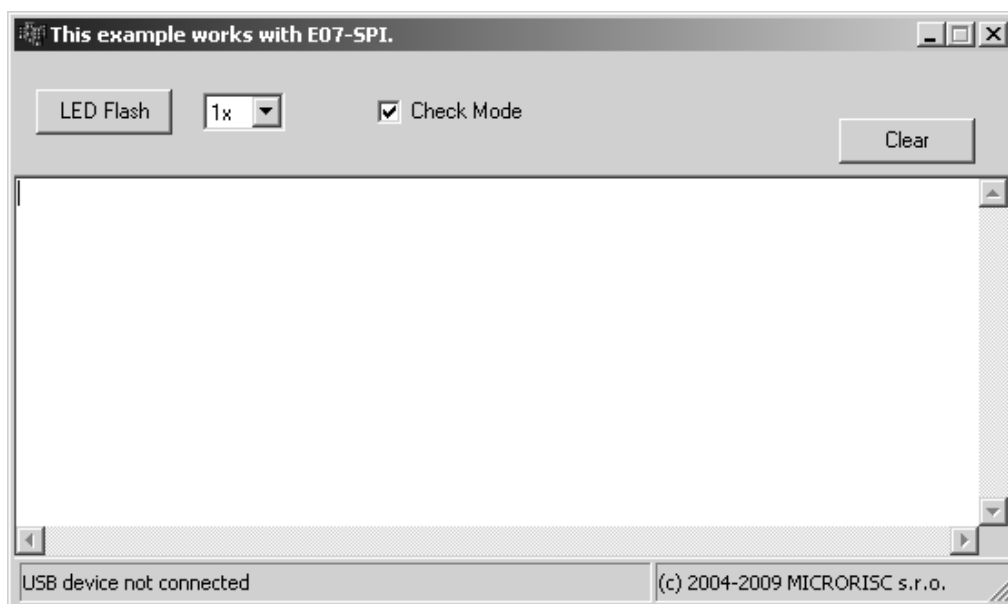 This example works with E07-SPI.
LED Flash 1x Check Mode
Clear
USB device not connected (c) 2004-2009 MICRORISC s.r.o.